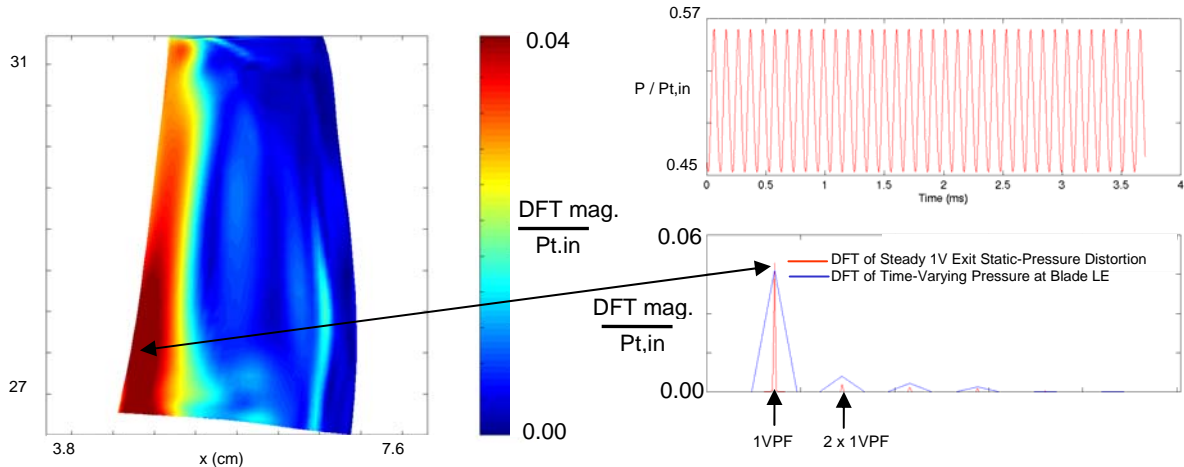 31
27
3.8
7.6
x (cm)
0.04
0.00
DFT mag.
Pt.in
0.57
P / Pt,in
0.45
0 0.5 1 1.5 2 2.5 3 3.5 4
Time (ms)
0.06
DFT of Steady 1V Exit Static-Pressure Distortion
DFT of Time-Varying Pressure at Blade LE
DFT mag.
Pt,in
0.00
1VPF
2 x 1VPF